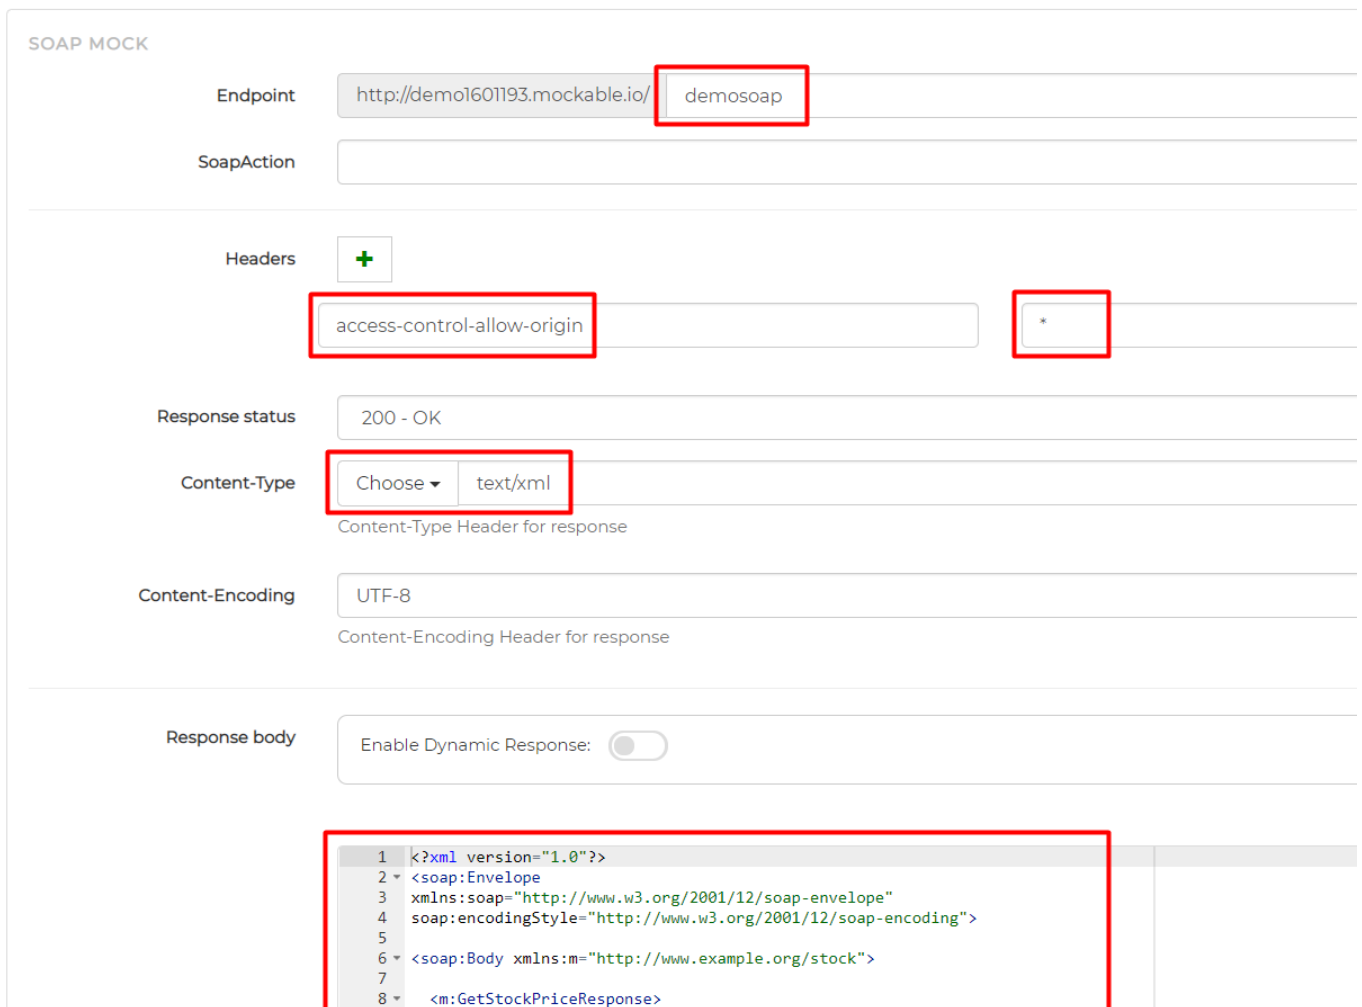 SOAP MOCK
Endpoint http://demo1601193.mockable.io/ demosoap
SoapAction
Headers +
access-control-allow-origin *
Response status 200 - OK
Content-Type Choose text/xml
Content-Type Header for response
Content-Encoding UTF-8
Content-Encoding Header for response
Response body Enable Dynamic Response:
1 <?xml version="1.0"?>
2 <soap:Envelope
3 xmlns:soap="http://www.w3.org/2001/12/soap-envelope"
4 soap:encodingStyle="http://www.w3.org/2001/12/soap-encoding">
5
6 <soap:Body xmlns:m="http://www.example.org/stock">
7
8 <m:GetStockPriceResponse>